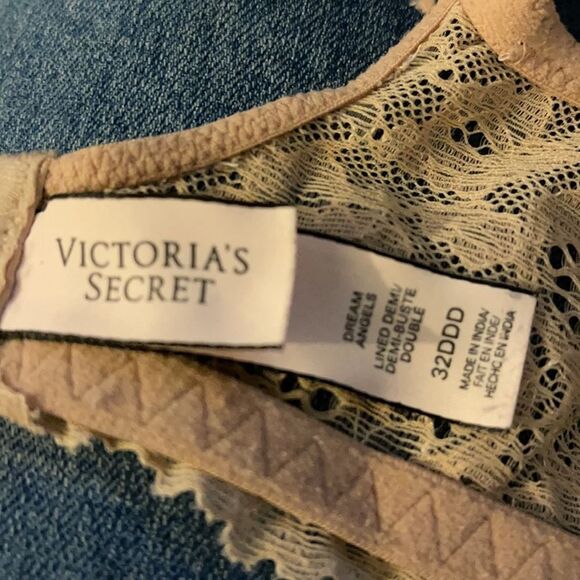 VICTORIA'S
SECRET
DREAM
ANGELS
LINED DEMI/
DEMI-BUSTE
DOUBLÉ
32DDD
MADE IN INDIA/
FAIT EN INDE/
HECHO EN INDIA